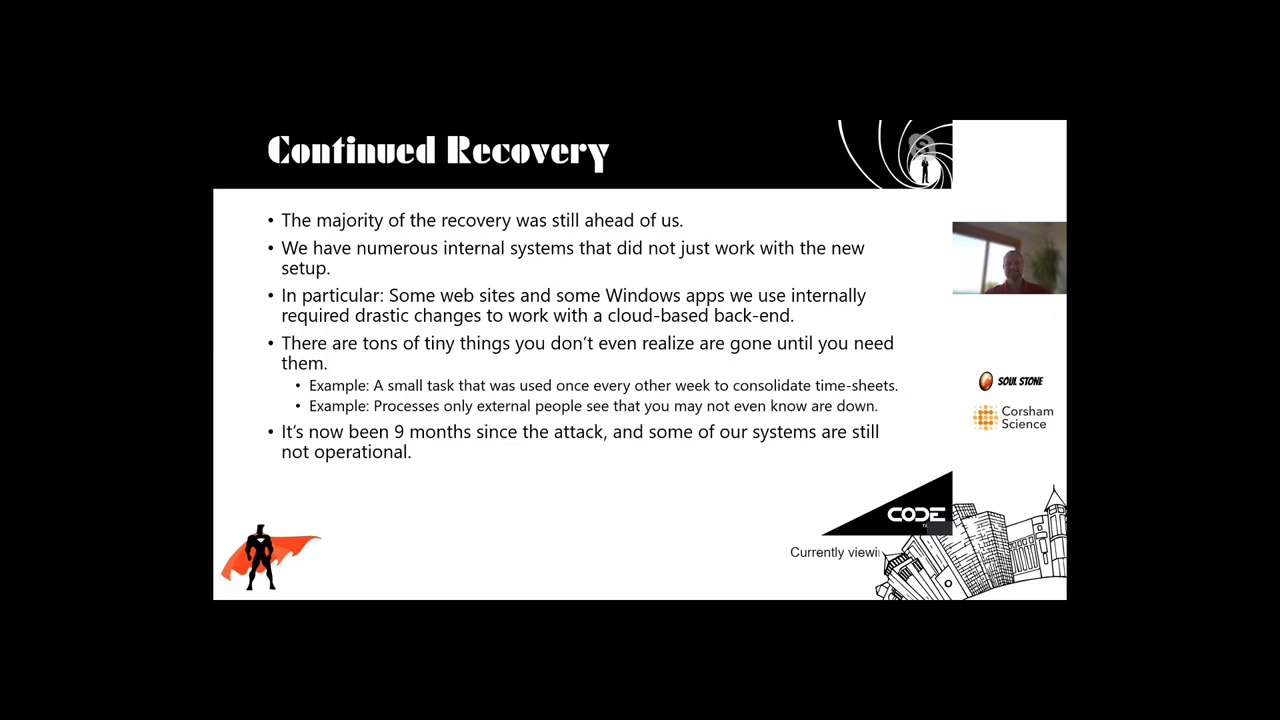 Continued Recovery
• The majority of the recovery was still ahead of us.
• We have numerous internal systems that did not just work with the new
setup.
• In particular: Some web sites and some Windows apps we use internally
required drastic changes to work with a cloud-based back-end.
• There are tons of tiny things you don’t even realize are gone until you need
them.
• Example: A small task that was used once every other week to consolidate time-sheets.
• Example: Processes only external people see that you may not even know are down.
• It’s now been 9 months since the attack, and some of our systems are still
not operational.
SOUL STONE
Corsham
Science
CODE
Currently viewi